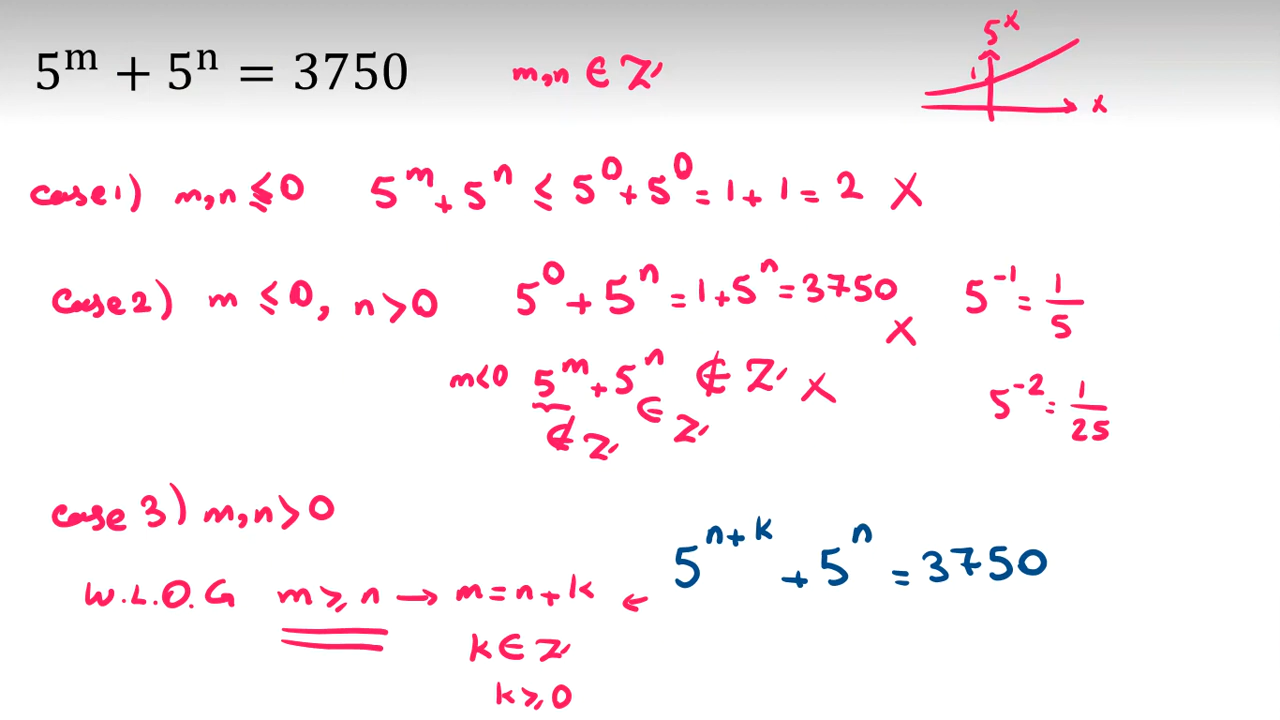 5^m + 5^n = 3750 m,n ∈ ℤ
5^x
1
x
case 1) m,n ≤ 0 5^m + 5^n ≤ 5^0 + 5^0 = 1 + 1 = 2 X
case 2) m ≤ 0, n > 0 5^0 + 5^n = 1 + 5^n = 3750 X 5^-1 = 1/5
m<0 5^m + 5^n ∉ ℤ X 5^-2 = 1/25
∉ ℤ ∈ ℤ
case 3) m,n > 0
5^n+k + 5^n = 3750
W.L.O.G m ≥ n → m = n + k ←
k ∈ ℤ
k ≥ 0